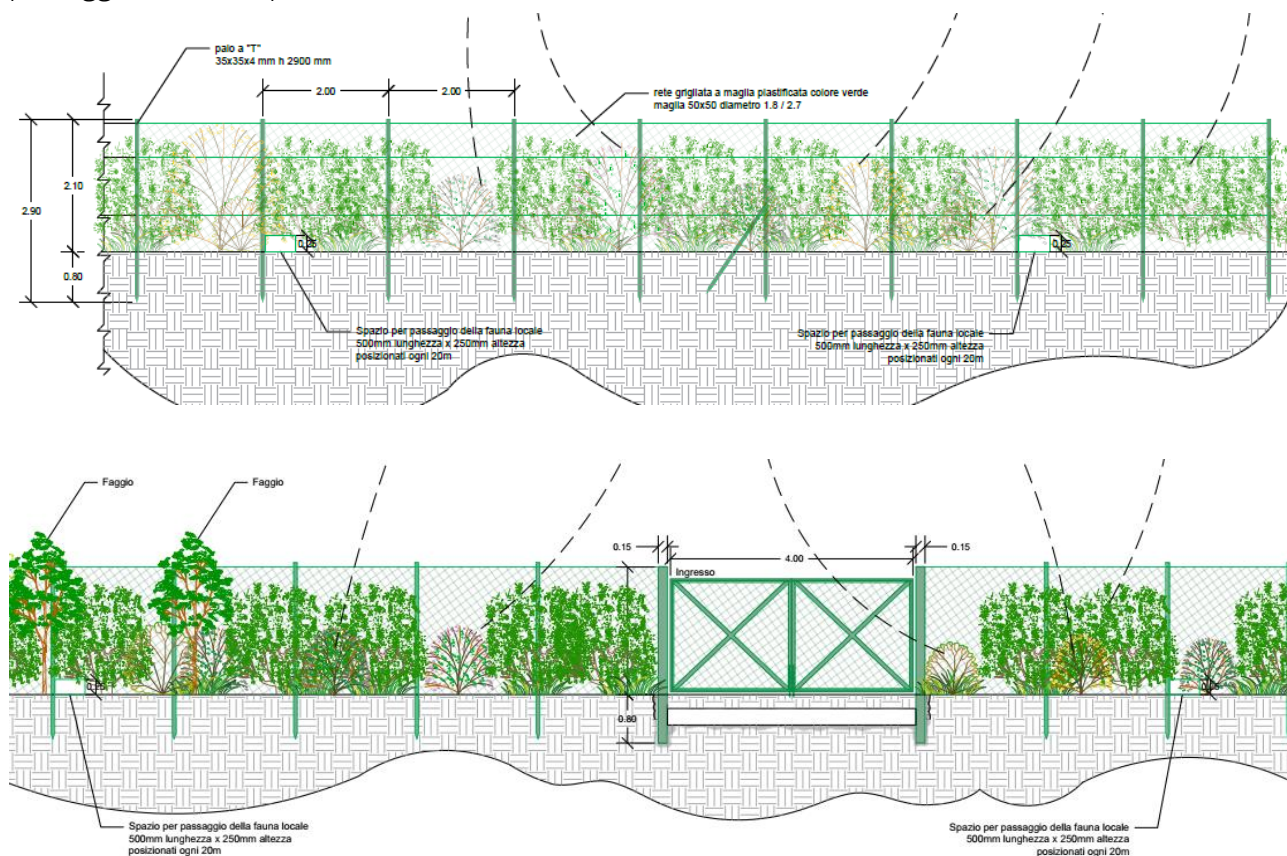 palo a "T"
35x35x4 mm h 2900 mm
2.00
2.00
rete grigliata a maglia plastificata colore verde
maglia 50x50 diametro 1.8 / 2.7
2.10
2.90
0.25
0.25
0.80
Spazio per passaggio della fauna locale
500mm lunghezza x 250mm altezza
posizionati ogni 20m
Spazio per passaggio della fauna locale
500mm lunghezza x 250mm altezza
posizionati ogni 20m
Faggio
Faggio
0.15
4.00
0.15
Ingresso
0.80
Spazio per passaggio della fauna locale
500mm lunghezza x 250mm altezza
posizionati ogni 20m
Spazio per passaggio della fauna locale
500mm lunghezza x 250mm altezza
posizionati ogni 20m